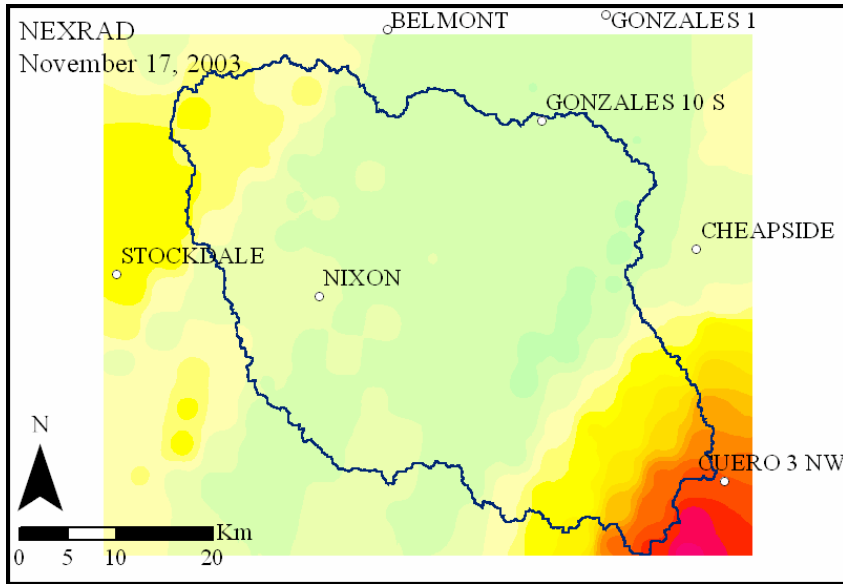 NEXRAD
November 17, 2003
BELMONT
GONZALES 1
GONZALES 10 S
CHEAPSIDE
STOCKDALE
NIXON
CUERO 3 NW
N
Km
0 5 10 20